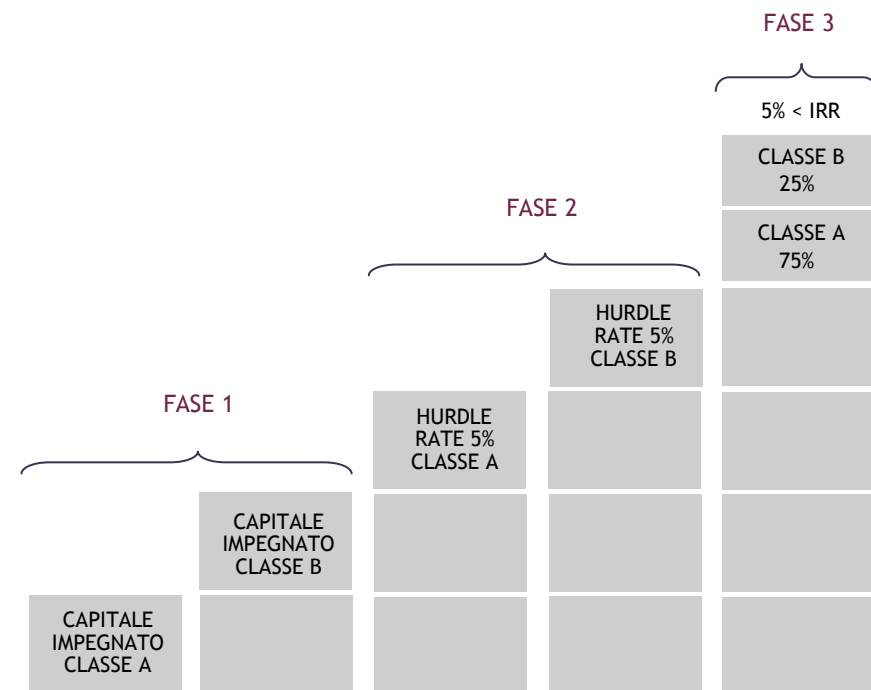 FASE 3
5% < IRR
CLASSE B
25%
FASE 2
CLASSE A
75%
HURDLE
RATE 5%
CLASSE B
FASE 1
HURDLE
RATE 5%
CLASSE A
CAPITALE
IMPEGNATO
CLASSE B
CAPITALE
IMPEGNATO
CLASSE A